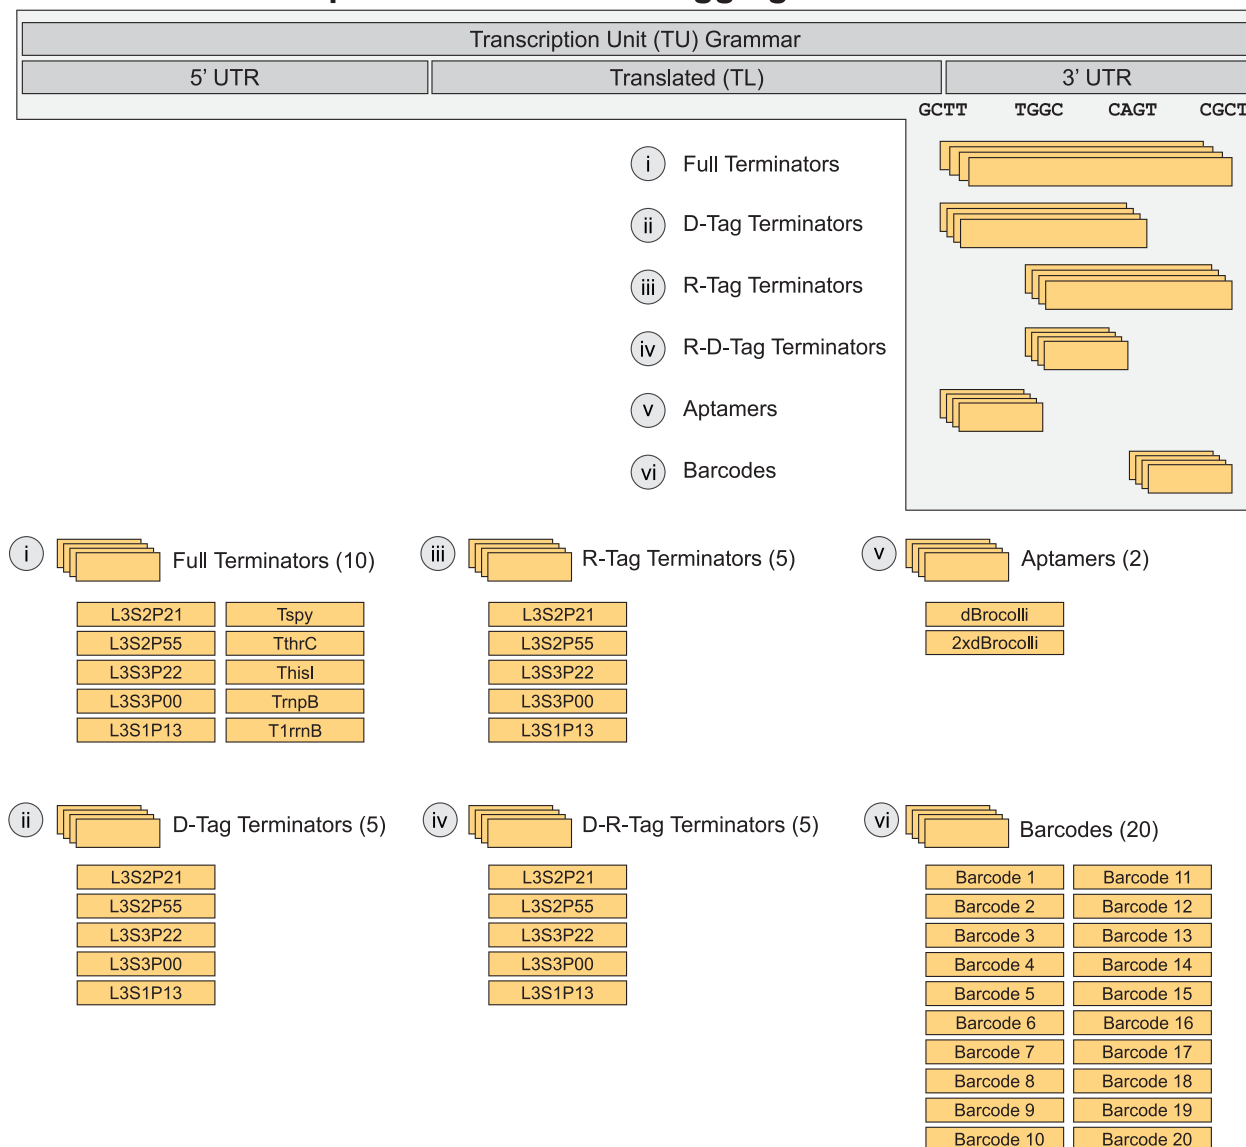 Transcription Unit (TU) Grammar
5' UTR Translated (TL) 3' UTR
GCTT TGGC CAGT CGCT
i Full Terminators
ii D-Tag Terminators
iii R-Tag Terminators
iv R-D-Tag Terminators
v Aptamers
vi Barcodes
i Full Terminators (10)
L3S2P21 Tspy
L3S2P55 TthrC
L3S3P22 ThisI
L3S3P00 TrnpB
L3S1P13 T1rrnB
iii R-Tag Terminators (5)
L3S2P21
L3S2P55
L3S3P22
L3S3P00
L3S1P13
v Aptamers (2)
dBrocolli
2xdBrocolli
ii D-Tag Terminators (5)
L3S2P21
L3S2P55
L3S3P22
L3S3P00
L3S1P13
iv D-R-Tag Terminators (5)
L3S2P21
L3S2P55
L3S3P22
L3S3P00
L3S1P13
vi Barcodes (20)
Barcode 1 Barcode 11
Barcode 2 Barcode 12
Barcode 3 Barcode 13
Barcode 4 Barcode 14
Barcode 5 Barcode 15
Barcode 6 Barcode 16
Barcode 7 Barcode 17
Barcode 8 Barcode 18
Barcode 9 Barcode 19
Barcode 10 Barcode 20